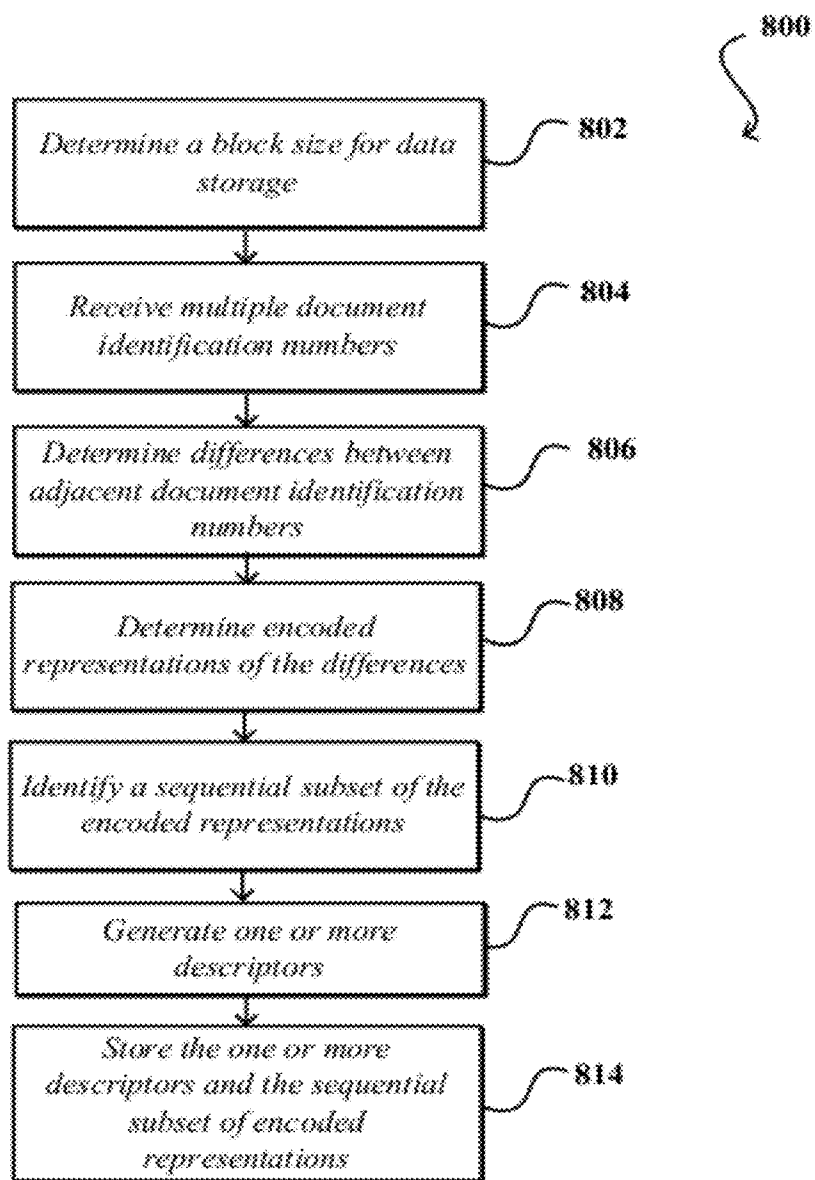 800
Determine a block size for data
storage
802
Receive multiple document
identification numbers
804
Determine differences between
adjacent document identification
numbers
806
Determine encoded
representations of the differences
808
Identify a sequential subset of the
encoded representations
810
Generate one or more
descriptors
812
Store the one or more
descriptors and the sequential
subset of encoded
representations
814